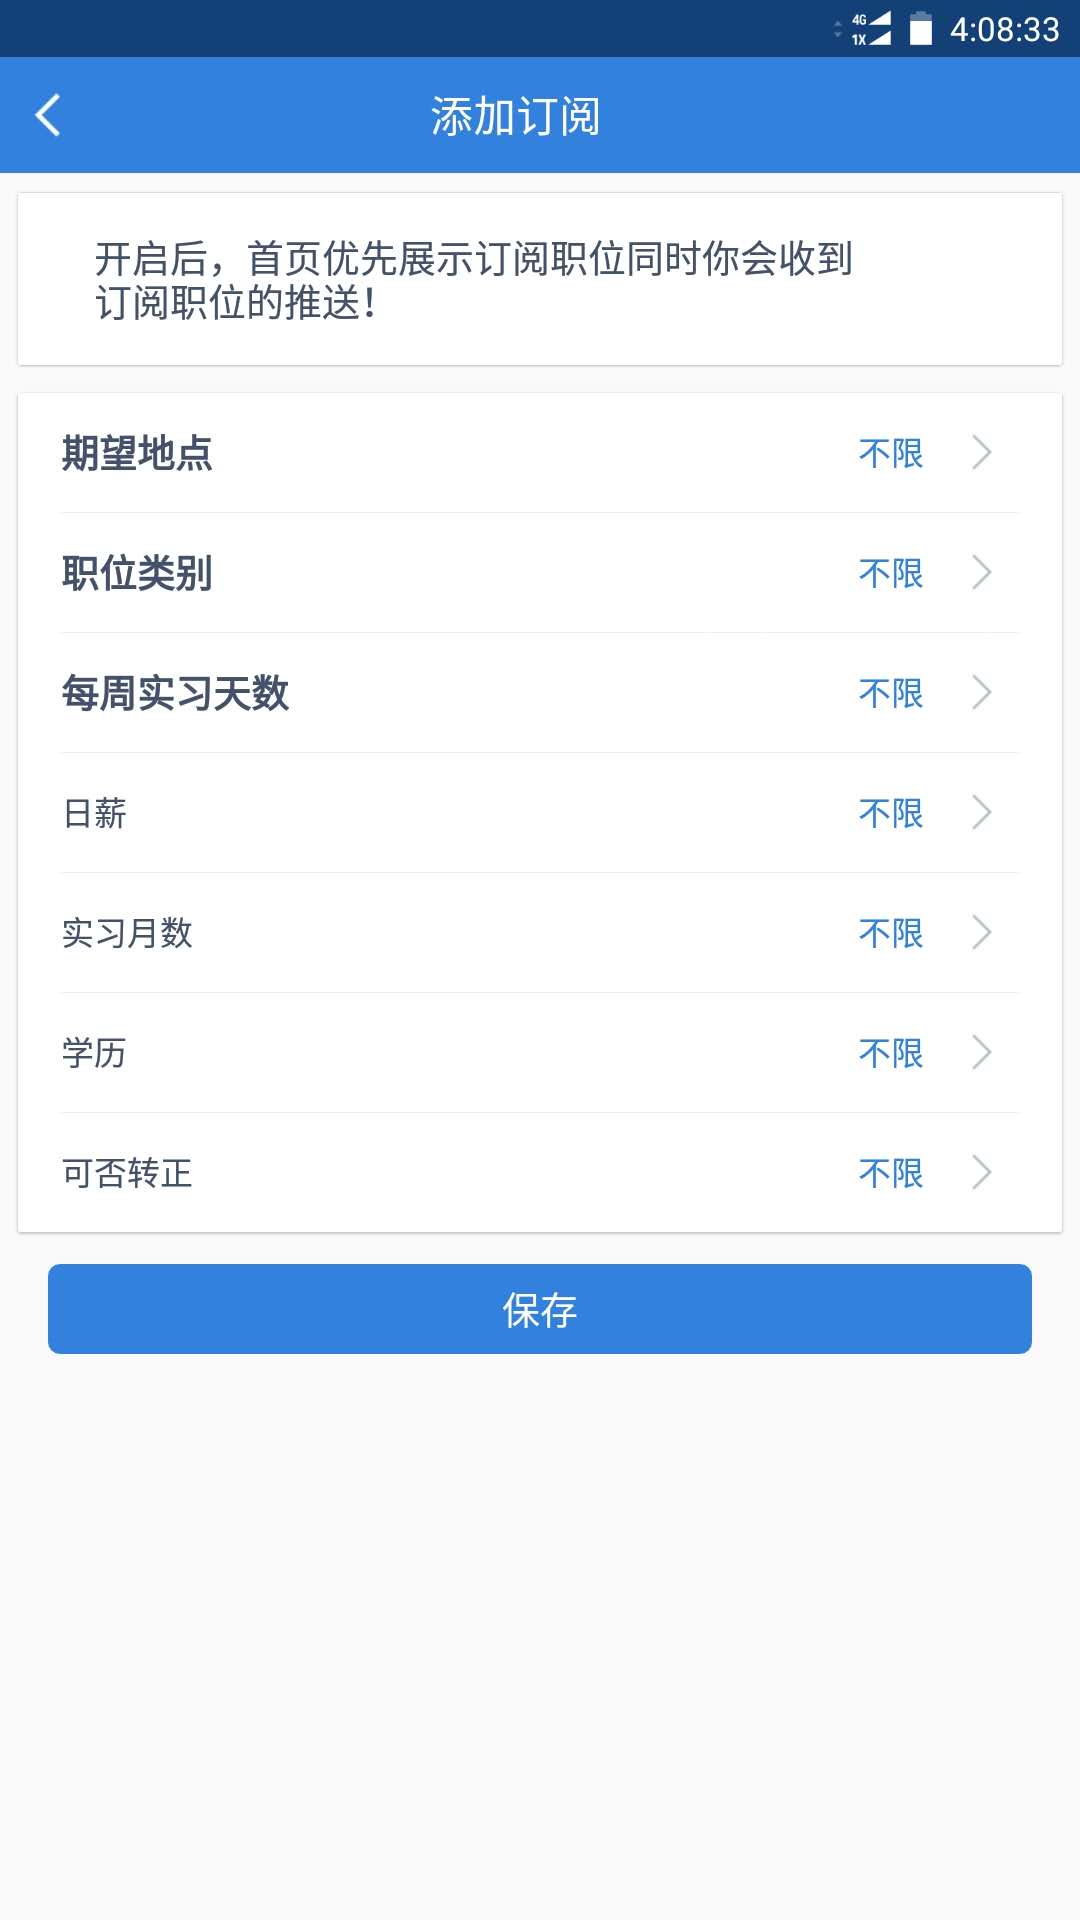 4G
1X
4:08:33
添加订阅
开启后，首页优先展示订阅职位同时你会收到
订阅职位的推送！
期望地点 不限
职位类别 不限
每周实习天数 不限
日薪 不限
实习月数 不限
学历 不限
可否转正 不限
保存